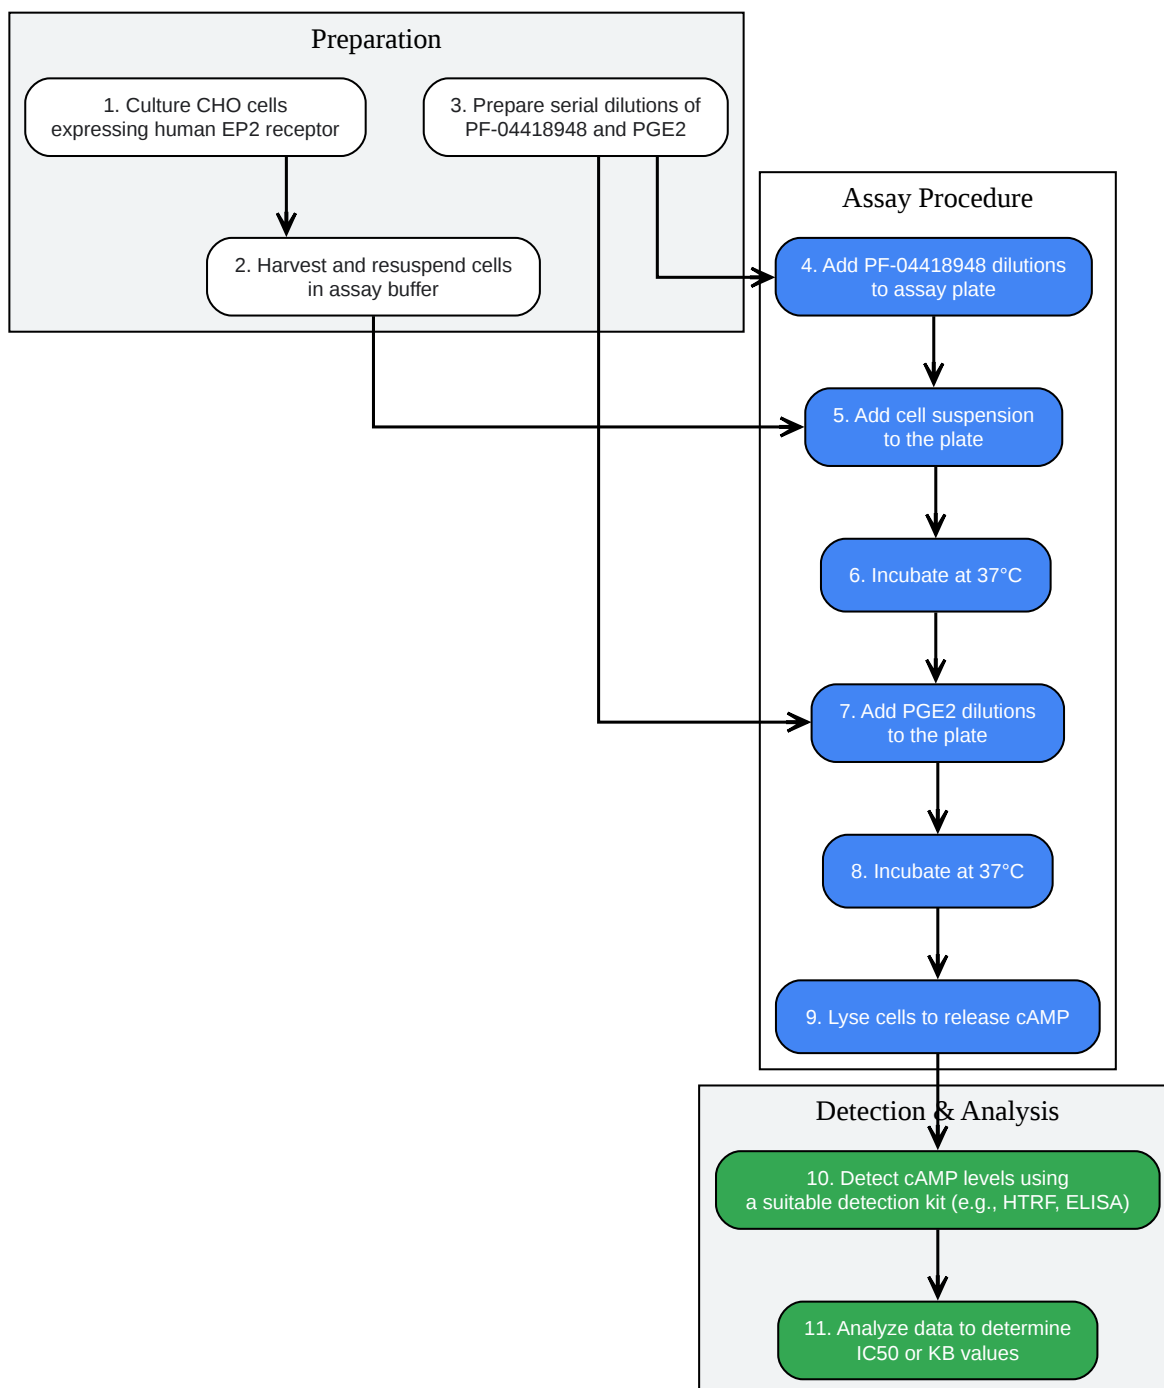 Preparation
1. Culture CHO cells
expressing human EP2 receptor
3. Prepare serial dilutions of
PF-04418948 and PGE2
2. Harvest and resuspend cells
in assay buffer
Assay Procedure
4. Add PF-04418948 dilutions
to assay plate
5. Add cell suspension
to the plate
6. Incubate at 37°C
7. Add PGE2 dilutions
to the plate
8. Incubate at 37°C
9. Lyse cells to release cAMP
Detection & Analysis
10. Detect cAMP levels using
a suitable detection kit (e.g., HTRF, ELISA)
11. Analyze data to determine
IC50 or KB values